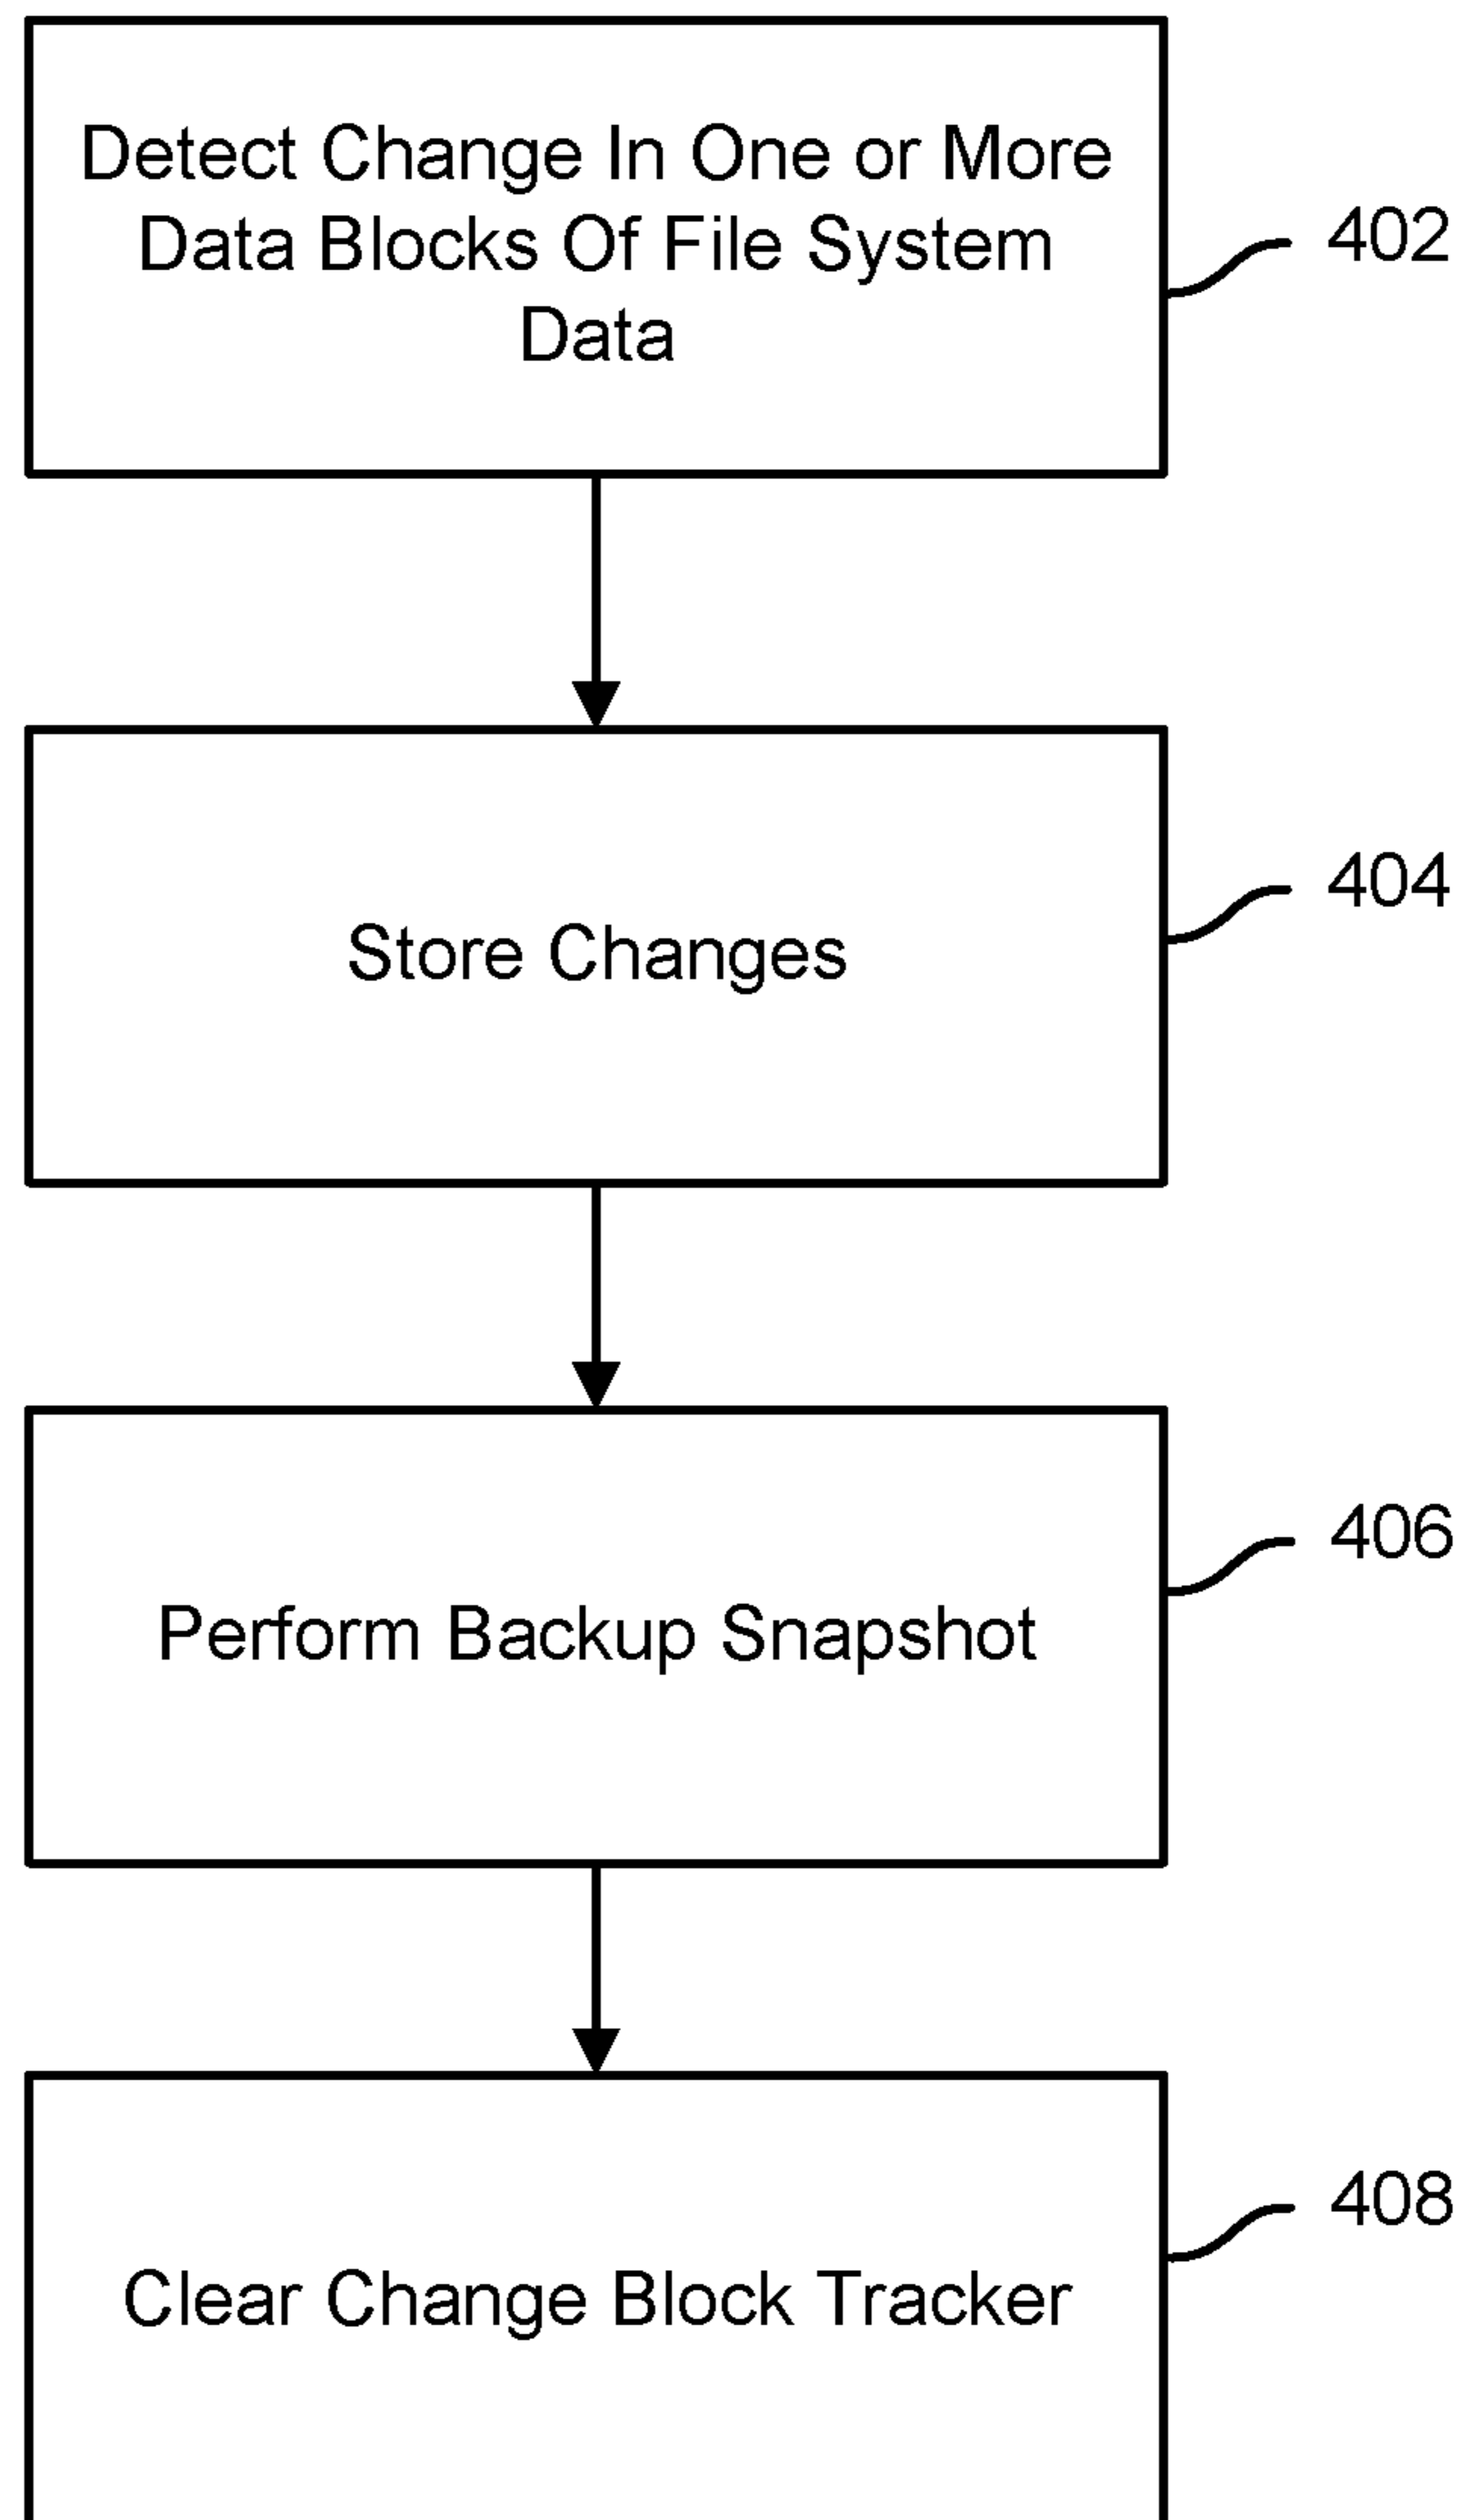 Detect Change In One or More
Data Blocks Of File System
Data
402
Store Changes
404
Perform Backup Snapshot
406
Clear Change Block Tracker
408